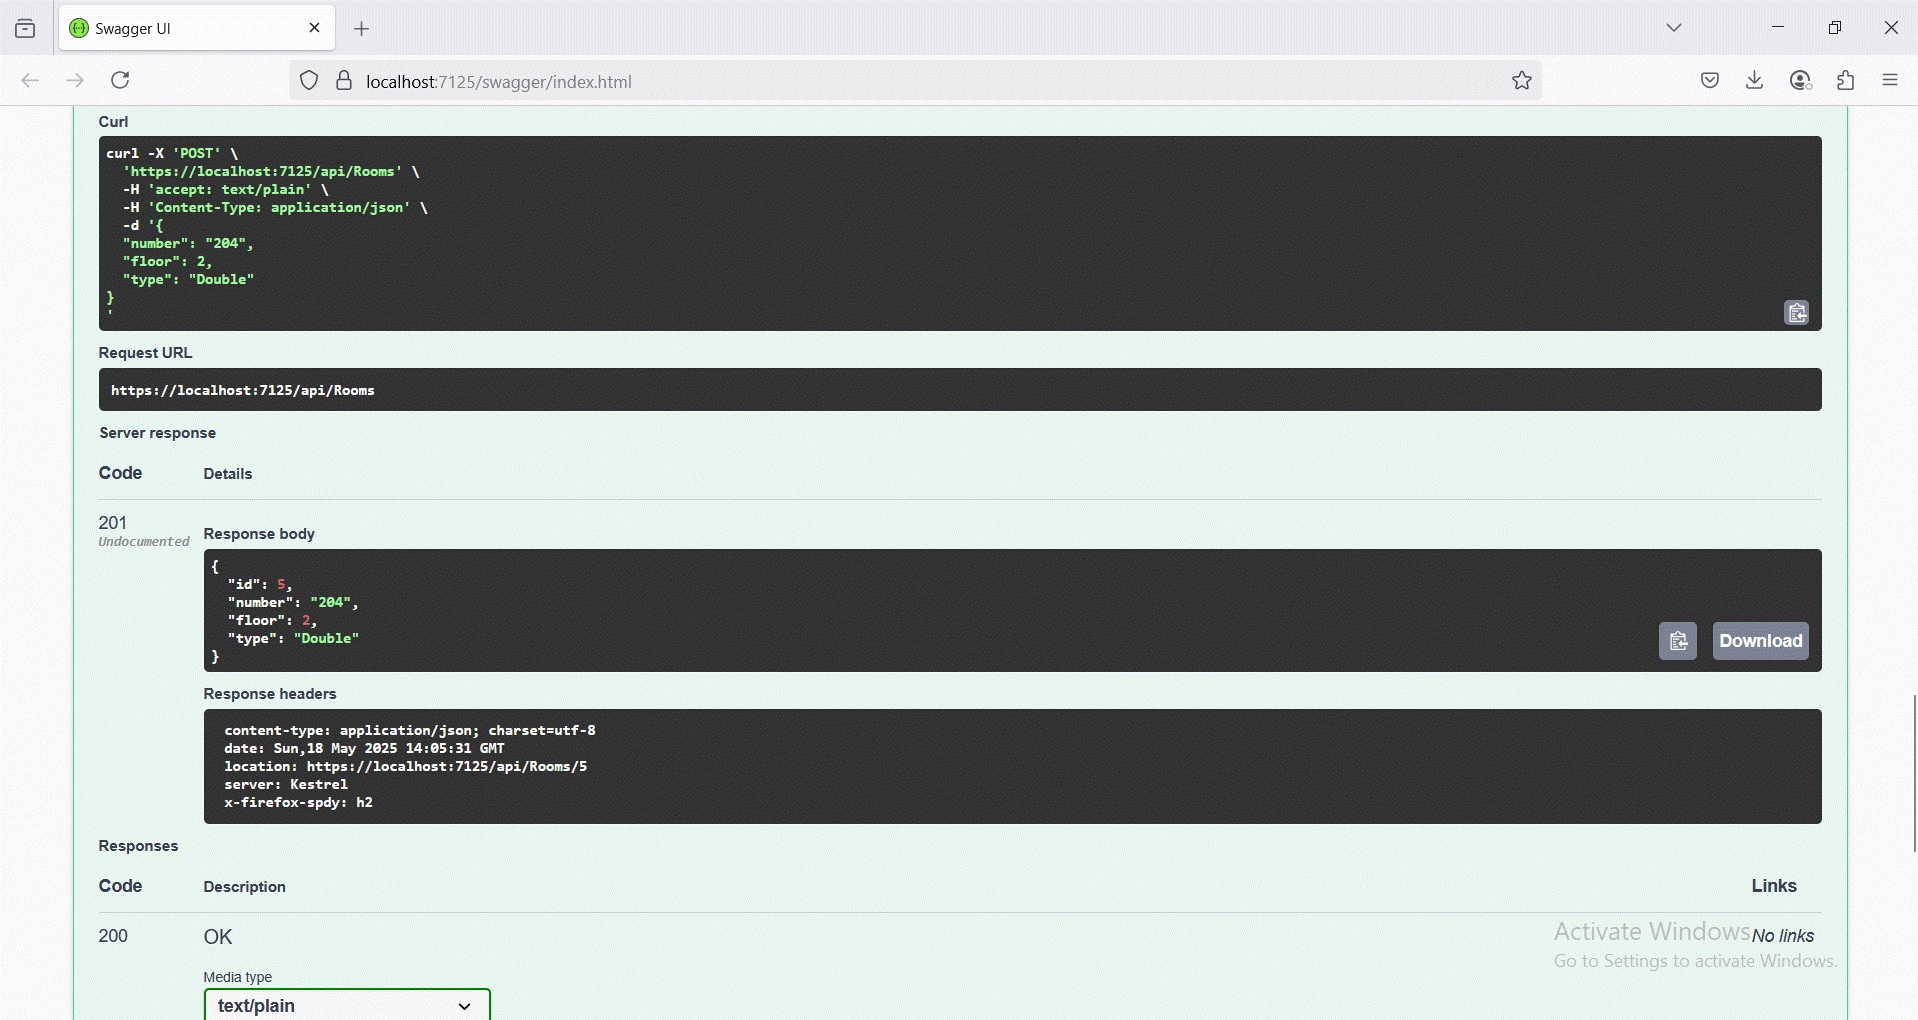 Swagger UI
localhost:7125/swagger/index.html
Curl
curl -X 'POST' \
'https://localhost:7125/api/Rooms' \
-H 'accept: text/plain' \
-H 'Content-Type: application/json' \
-d '{
"number": "204",
"floor": 2,
"type": "Double"
}
'
Request URL
https://localhost:7125/api/Rooms
Server response
Code Details
201
Undocumented
Response body
{
"id": 5,
"number": "204",
"floor": 2,
"type": "Double"
}
Download
Response headers
content-type: application/json; charset=utf-8
date: Sun,18 May 2025 14:05:31 GMT
location: https://localhost:7125/api/Rooms/5
server: Kestrel
x-firefox-spdy: h2
Responses
Code Description Links
200 OK No links
Activate Windows
Go to Settings to activate Windows.
Media type
text/plain